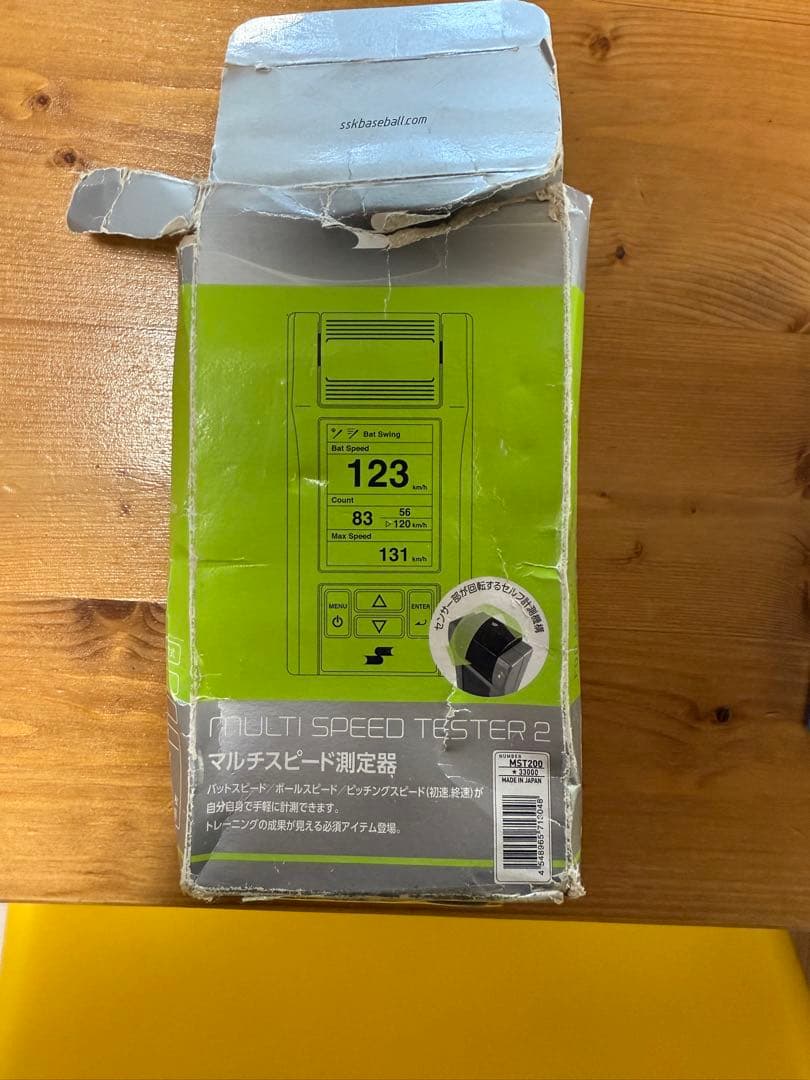 sskbaseball.com
Bat Swing
Bat Speed
123 km/h
Count
83 56
▷120 km/h
Max Speed
131 km/h
MENU
ENTER
センサー部が回転するセルフ計測機構
MULTI SPEED TESTER 2
マルチスピード測定器
バットスピード/ボールスピード/ピッチングスピード(初速.終速)が
自分自身で手軽に計測できます。
トレーニングの成果が見える必須アイテム登場。
NUMBER
MST200
★33000
MADE IN JAPAN